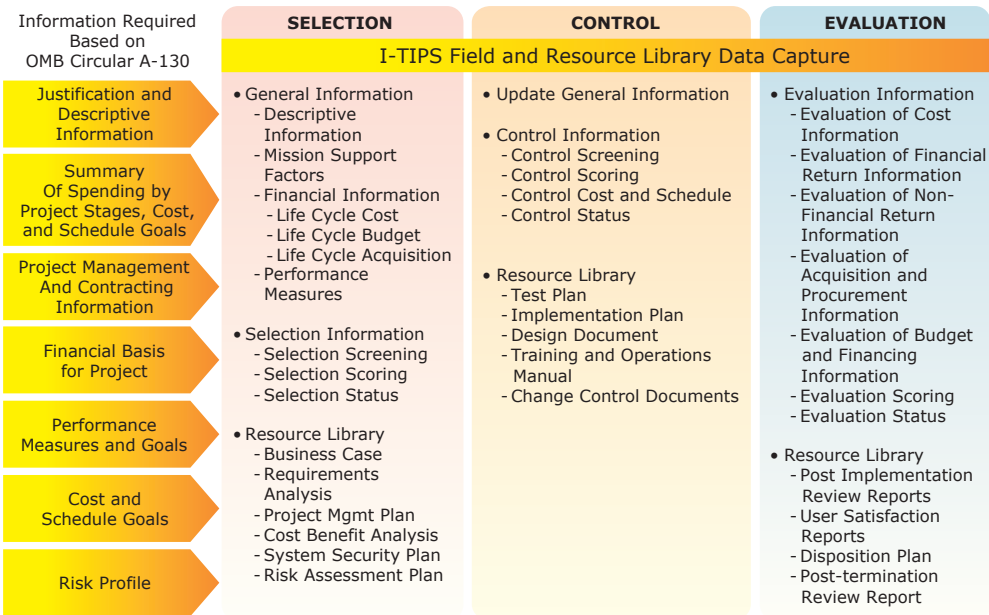 Information Required
Based on
OMB Circular A-130
Justification and
Descriptive
Information
Summary
Of Spending by
Project Stages, Cost,
and Schedule Goals
Project Management
And Contracting
Information
Financial Basis
for Project
Performance
Measures and Goals
Cost and
Schedule Goals
Risk Profile
SELECTION
CONTROL
EVALUATION
I-TIPS Field and Resource Library Data Capture
• General Information
- Descriptive
Information
- Mission Support
Factors
- Financial Information
- Life Cycle Cost
- Life Cycle Budget
- Life Cycle Acquisition
- Performance
Measures
• Selection Information
- Selection Screening
- Selection Scoring
- Selection Status
• Resource Library
- Business Case
- Requirements
Analysis
- Project Mgmt Plan
- Cost Benefit Analysis
- System Security Plan
- Risk Assessment Plan
• Update General Information
• Control Information
- Control Screening
- Control Scoring
- Control Cost and Schedule
- Control Status
• Resource Library
- Test Plan
- Implementation Plan
- Design Document
- Training and Operations
Manual
- Change Control Documents
• Evaluation Information
- Evaluation of Cost
Information
- Evaluation of Financial
Return Information
- Evaluation of Non-
Financial Return
Information
- Evaluation of
Acquisition and
Procurement
Information
- Evaluation of Budget
and Financing
Information
- Evaluation Scoring
- Evaluation Status
• Resource Library
- Post Implementation
Review Reports
- User Satisfaction
Reports
- Disposition Plan
- Post-termination
Review Report